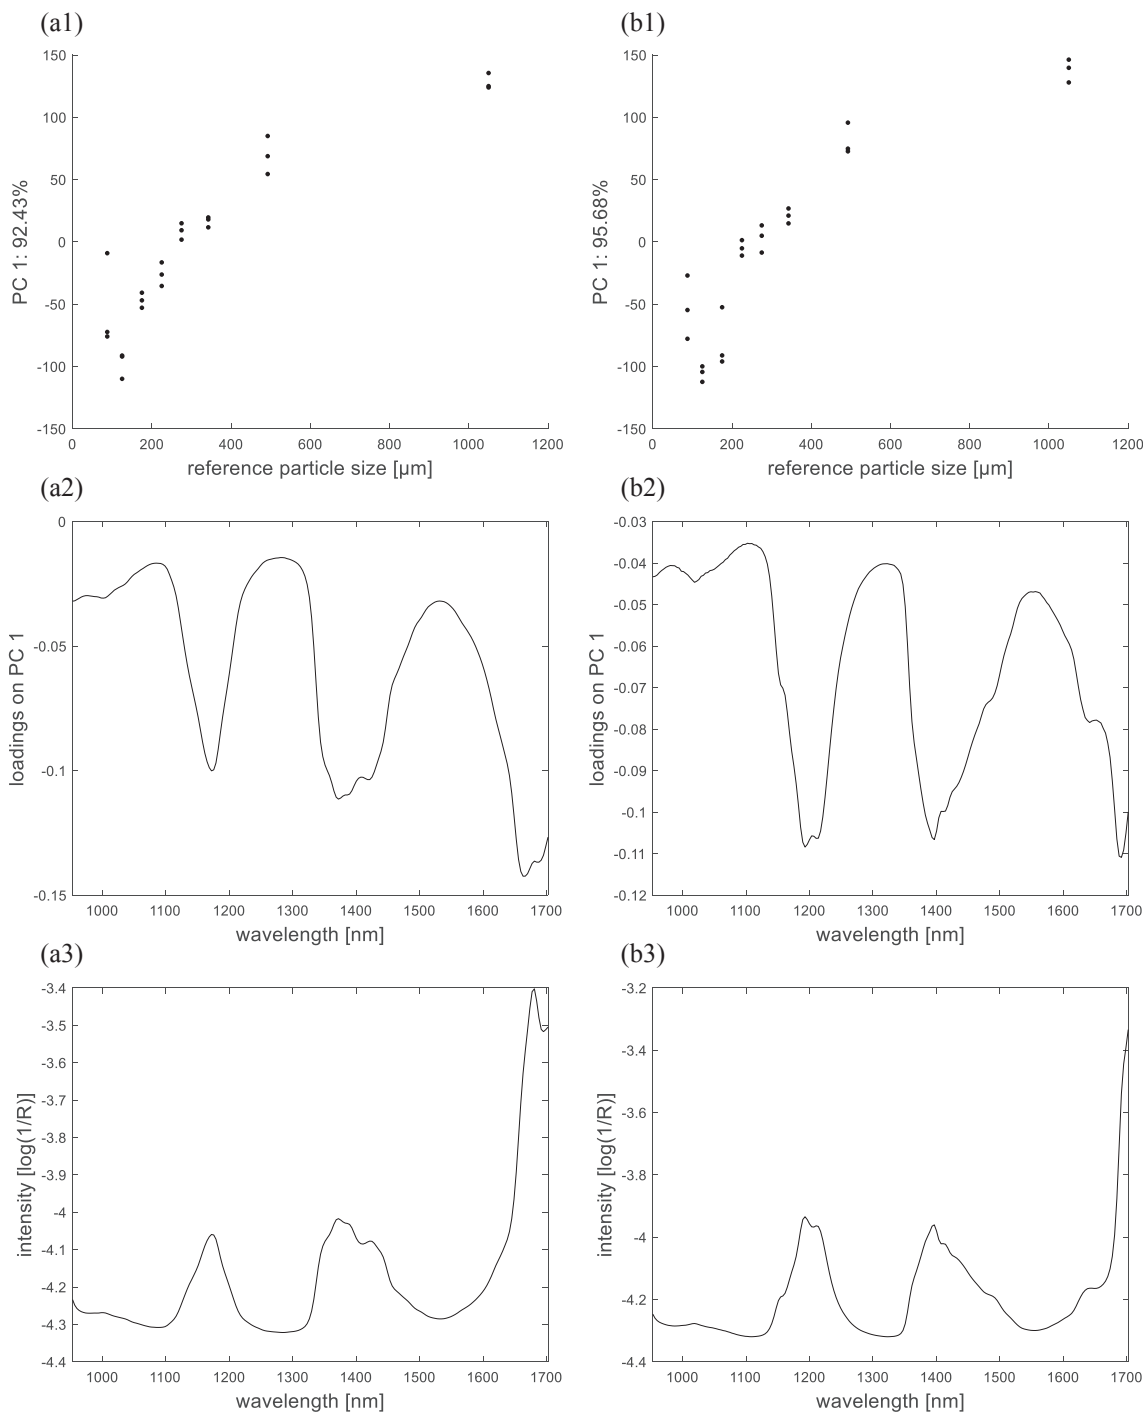 (a1)
150
100
50
0
-50
-100
-150
PC 1: 92.43%
0 200 400 600 800 1000 1200
reference particle size [μm]
(b1)
150
100
50
0
-50
-100
-150
PC 1: 95.68%
0 200 400 600 800 1000 1200
reference particle size [μm]
(a2)
0
-0.05
-0.1
-0.15
loadings on PC 1
1000 1100 1200 1300 1400 1500 1600 1700
wavelength [nm]
(b2)
-0.03
-0.04
-0.05
-0.06
-0.07
-0.08
-0.09
-0.1
-0.11
-0.12
loadings on PC 1
1000 1100 1200 1300 1400 1500 1600 1700
wavelength [nm]
(a3)
-3.4
-3.5
-3.6
-3.7
-3.8
-3.9
-4
-4.1
-4.2
-4.3
-4.4
intensity [log(1/R)]
1000 1100 1200 1300 1400 1500 1600 1700
wavelength [nm]
(b3)
-3.2
-3.4
-3.6
-3.8
-4
-4.2
-4.4
intensity [log(1/R)]
1000 1100 1200 1300 1400 1500 1600 1700
wavelength [nm]